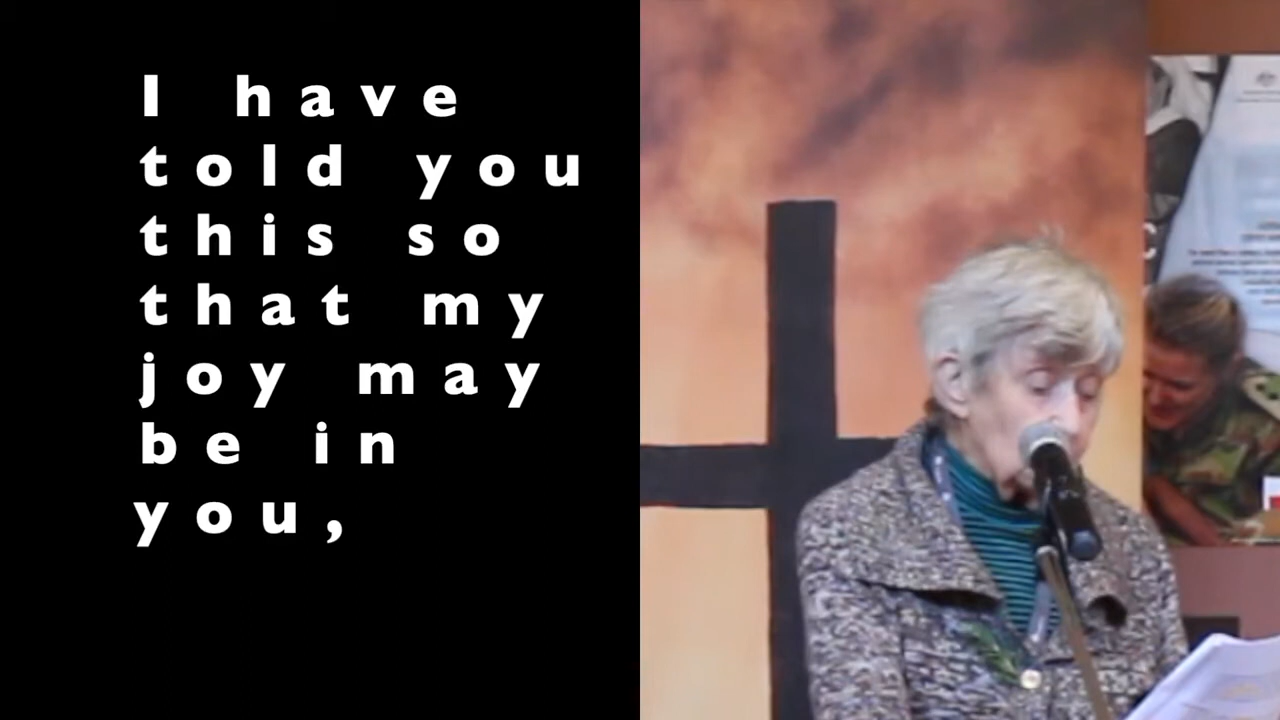 I have
told you
this so
that my
joy may
be in
you,